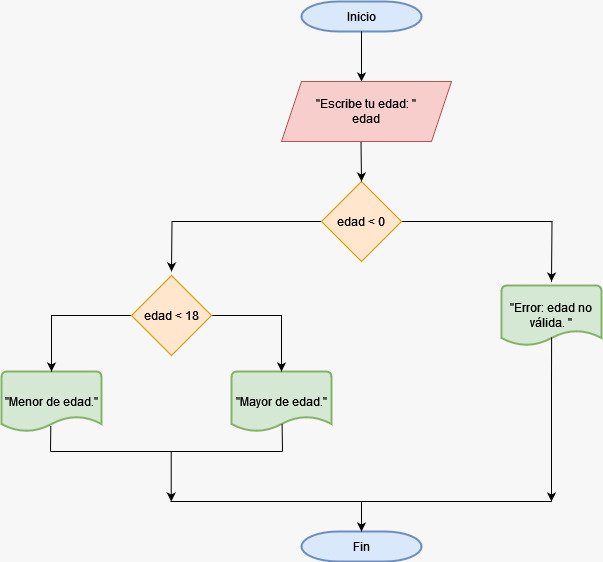 Inicio
"Escribe tu edad: "
edad
edad < 0
edad < 18
"Error: edad no
válida. "
"Menor de edad."
"Mayor de edad."
Fin